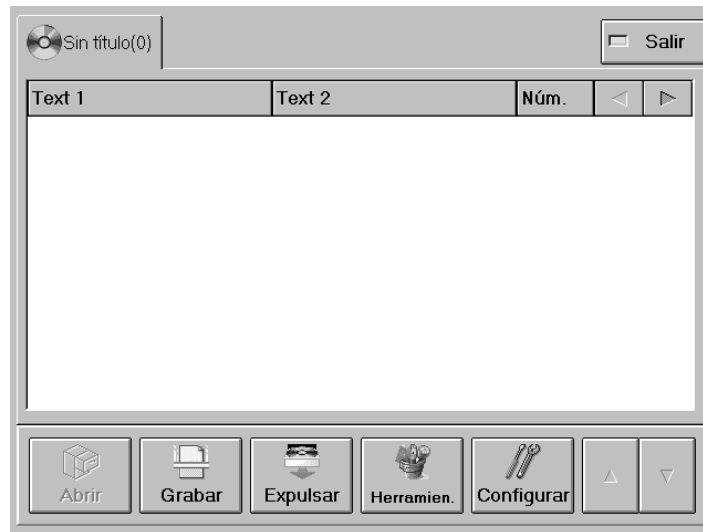 Sin título(0)
Salir
Text 1 Text 2 Núm.
Abrir Grabar Expulsar Herramien. Configurar